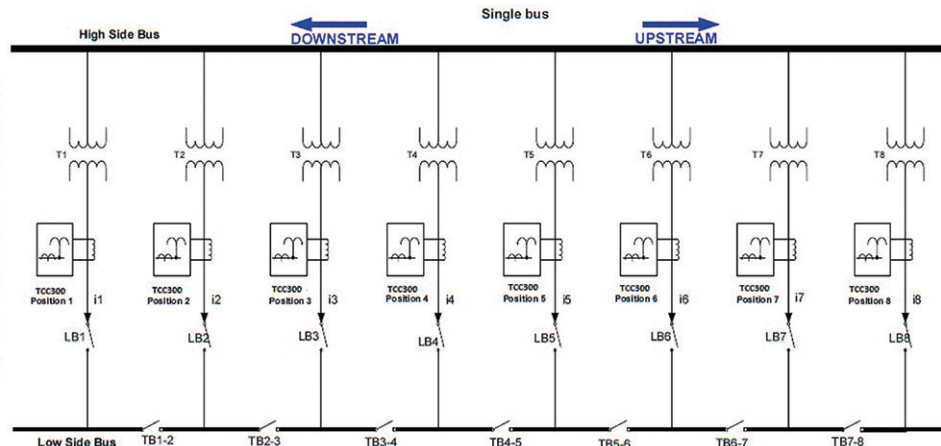 Single bus
High Side Bus
DOWNSTREAM
UPSTREAM
T1
T2
T3
T4
T5
T6
T7
T8
TCC300
Position 1
i1
TCC300
Position 2
i2
TCC300
Position 3
i3
TCC300
Position 4
i4
TCC300
Position 5
i5
TCC300
Position 6
i6
TCC300
Position 7
i7
TCC300
Position 8
i8
LB1
LB2
LB3
LB4
LB5
LB6
LB7
LB8
Low Side Bus
TB1-2
TB2-3
TB3-4
TB4-5
TB5-6
TB6-7
TB7-8